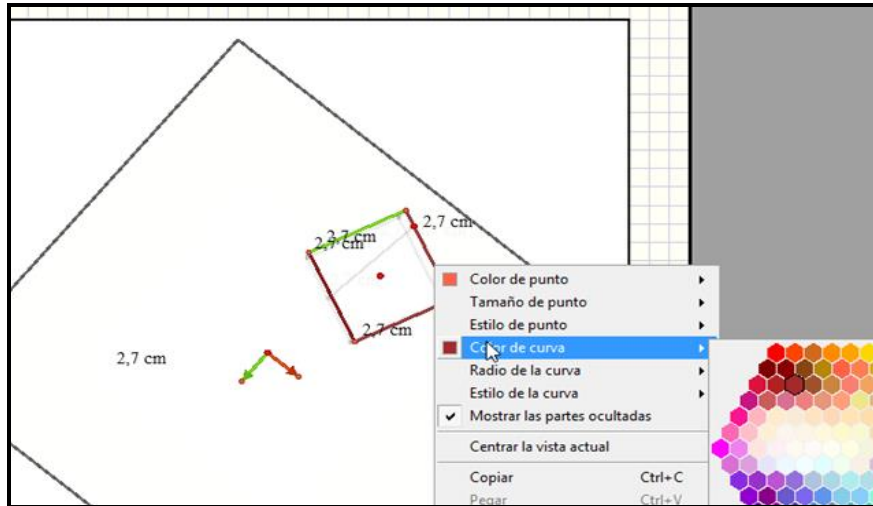 2,7 cm
2,7 cm
2,7 cm
2,7 cm
2,7 cm
Color de punto
Tamaño de punto
Estilo de punto
Color de curva
Radio de la curva
Estilo de la curva
Mostrar las partes ocultadas
Centrar la vista actual
Copiar Ctrl+C
Pegar Ctrl+V